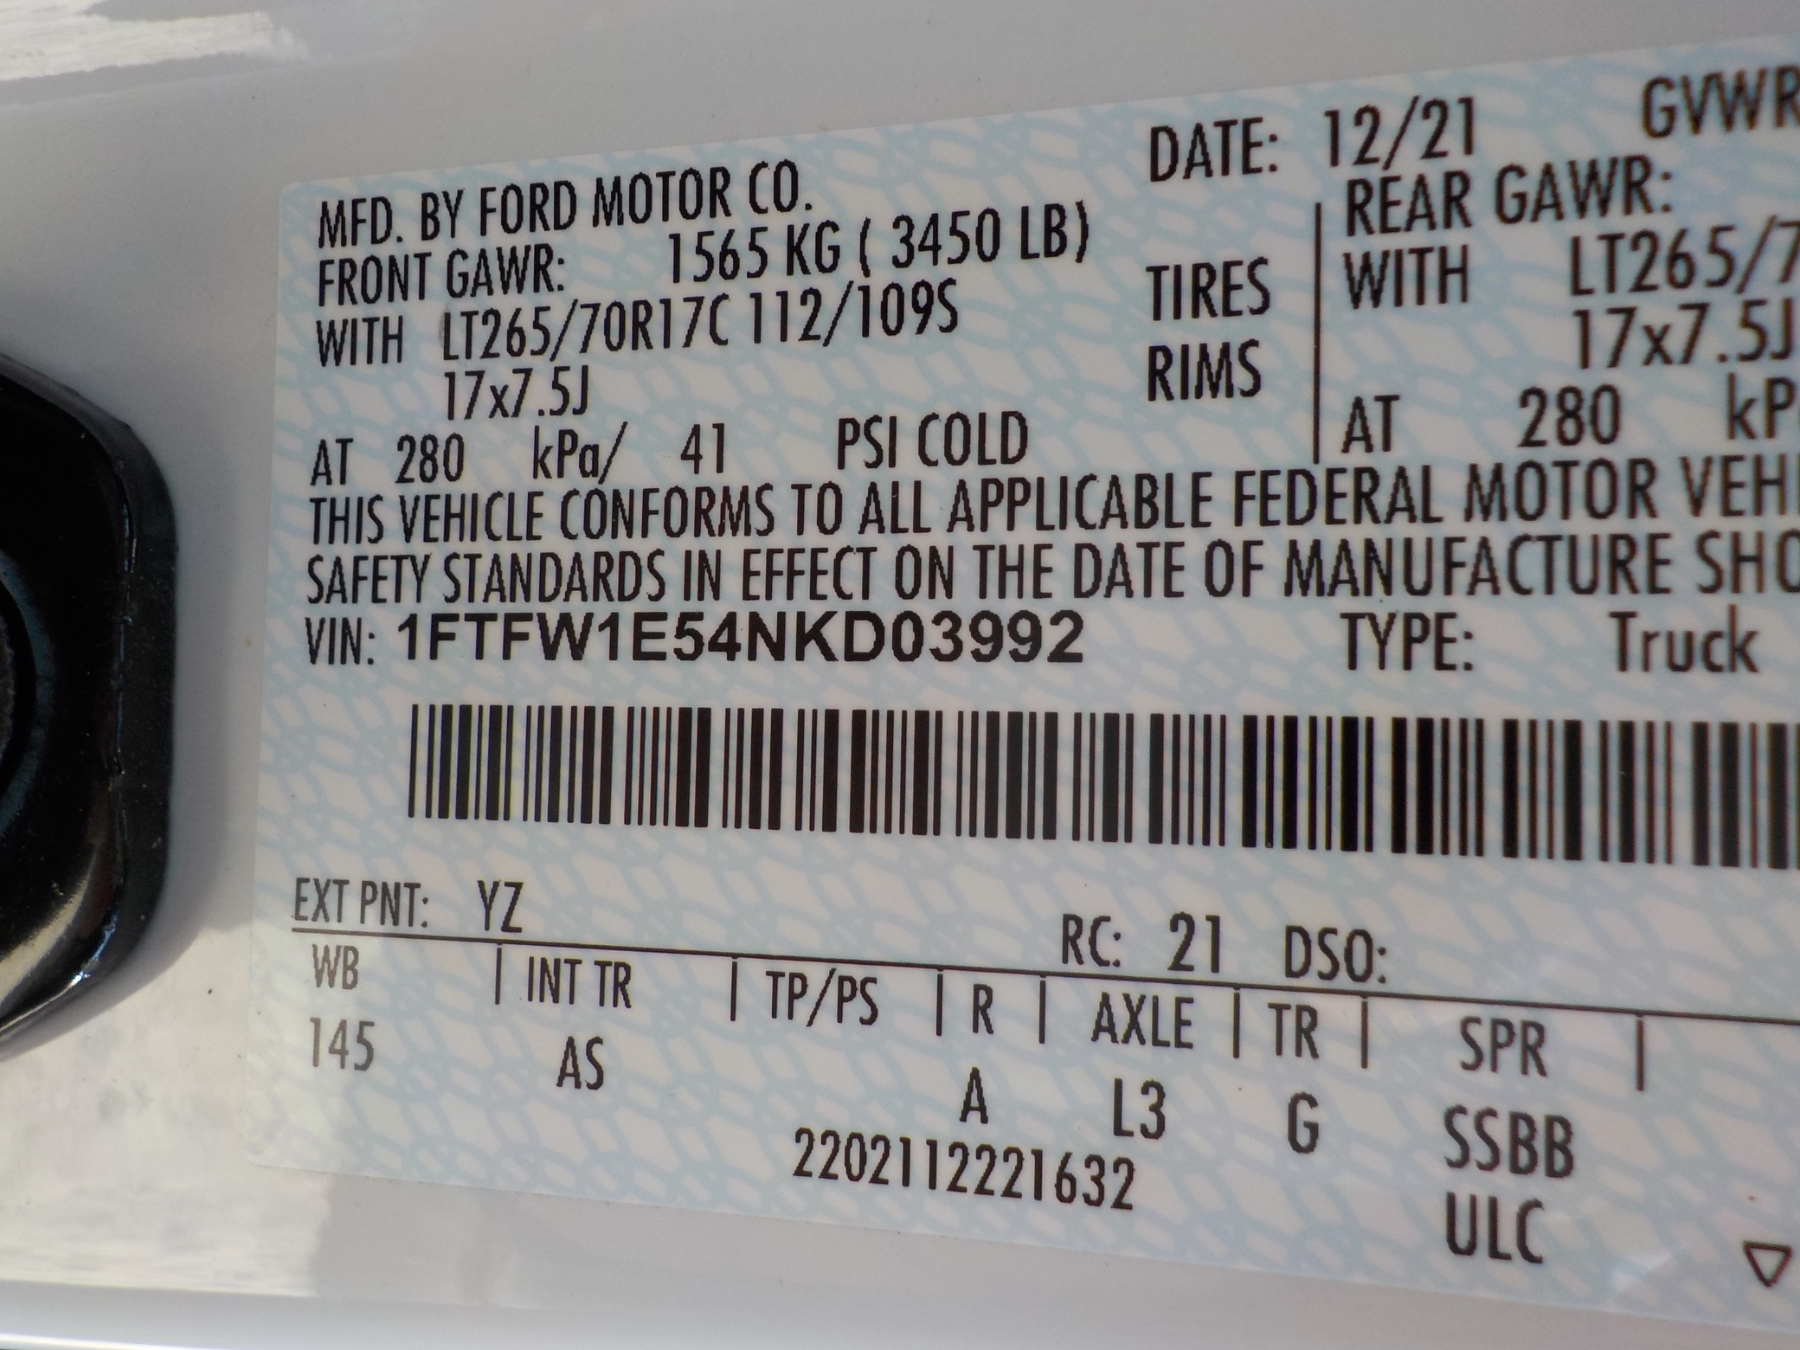 DATE: 12/21 GVWR
MFD. BY FORD MOTOR CO.
FRONT GAWR: 1565 KG ( 3450 LB) REAR GAWR:
WITH LT265/70R17C 112/109S TIRES WITH LT265/7
17x7.5J RIMS 17x7.5J
AT 280 kPa/ 41 PSI COLD AT 280 kP
THIS VEHICLE CONFORMS TO ALL APPLICABLE FEDERAL MOTOR VEHI
SAFETY STANDARDS IN EFFECT ON THE DATE OF MANUFACTURE SHO
VIN: 1FTFW1E54NKD03992 TYPE: Truck
EXT PNT: YZ RC: 21 DSO:
WB | INT TR | TP/PS | R | AXLE | TR | SPR |
145 AS A L3 G SSBB
2202112221632 ULC